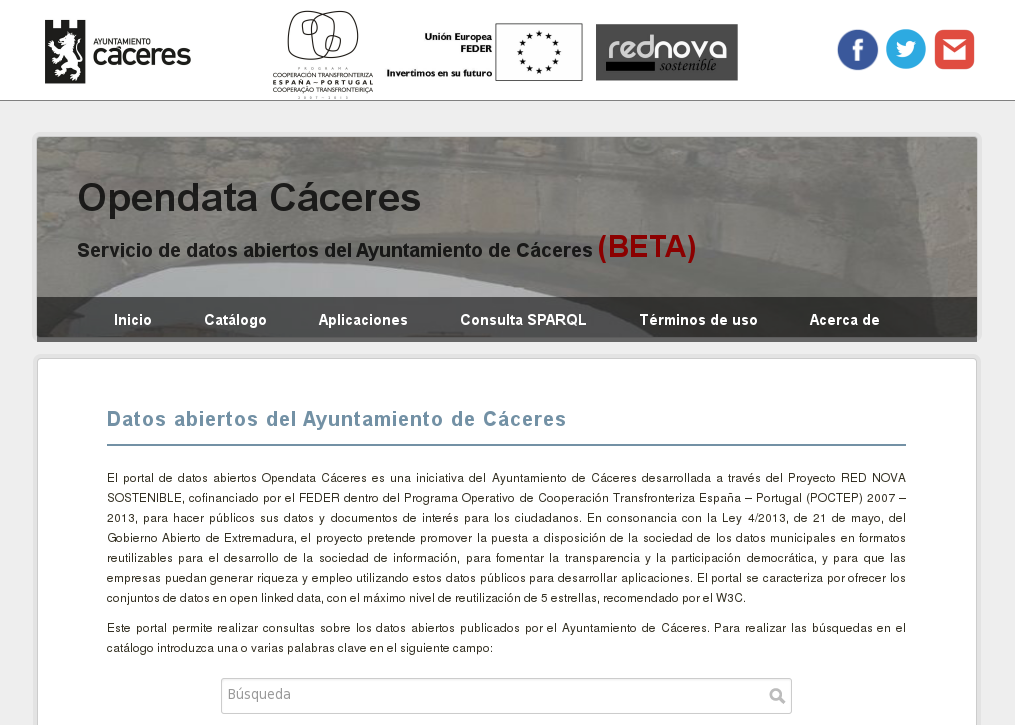 AYUNTAMIENTO
cáceres
PROGRAMA
COOPERACIÓN TRANSFRONTERIZA
ESPAÑA – PORTUGAL
COOPERAÇÃO TRANSFRONTEIRIÇA
2007 - 2013
Unión Europea
FEDER
Invertimos en su futuro
rednova
sostenible
Opendata Cáceres
Servicio de datos abiertos del Ayuntamiento de Cáceres (BETA)
Inicio Catálogo Aplicaciones Consulta SPARQL Términos de uso Acerca de
Datos abiertos del Ayuntamiento de Cáceres
El portal de datos abiertos Opendata Cáceres es una iniciativa del Ayuntamiento de Cáceres desarrollada a través del Proyecto RED NOVA
SOSTENIBLE, cofinanciado por el FEDER dentro del Programa Operativo de Cooperación Transfronteriza España – Portugal (POCTEP) 2007 –
2013, para hacer públicos sus datos y documentos de interés para los ciudadanos. En consonancia con la Ley 4/2013, de 21 de mayo, del
Gobierno Abierto de Extremadura, el proyecto pretende promover la puesta a disposición de la sociedad de los datos municipales en formatos
reutilizables para el desarrollo de la sociedad de información, para fomentar la transparencia y la participación democrática, y para que las
empresas puedan generar riqueza y empleo utilizando estos datos públicos para desarrollar aplicaciones. El portal se caracteriza por ofrecer los
conjuntos de datos en open linked data, con el máximo nivel de reutilización de 5 estrellas, recomendado por el W3C.
Este portal permite realizar consultas sobre los datos abiertos publicados por el Ayuntamiento de Cáceres. Para realizar las búsquedas en el
catálogo introduzca una o varias palabras clave en el siguiente campo:
Búsqueda